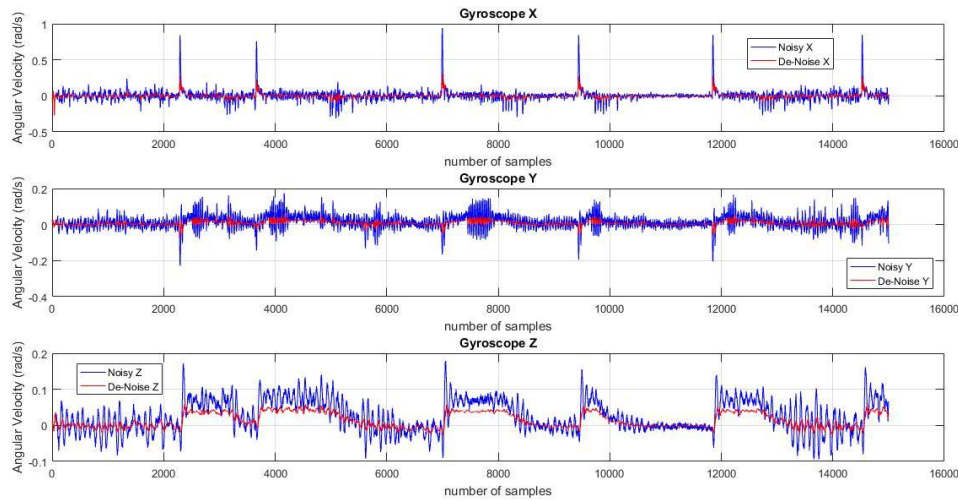 Gyroscope X
Angular Velocity (rad/s)
1
0.5
0
-0.5
Noisy X
De-Noise X
0 2000 4000 6000 8000 10000 12000 14000 16000
number of samples
Gyroscope Y
Angular Velocity (rad/s)
0.2
0
-0.2
-0.4
Noisy Y
De-Noise Y
0 2000 4000 6000 8000 10000 12000 14000 16000
number of samples
Gyroscope Z
Angular Velocity (rad/s)
0.2
0.1
0
-0.1
Noisy Z
De-Noise Z
0 2000 4000 6000 8000 10000 12000 14000 16000
number of samples